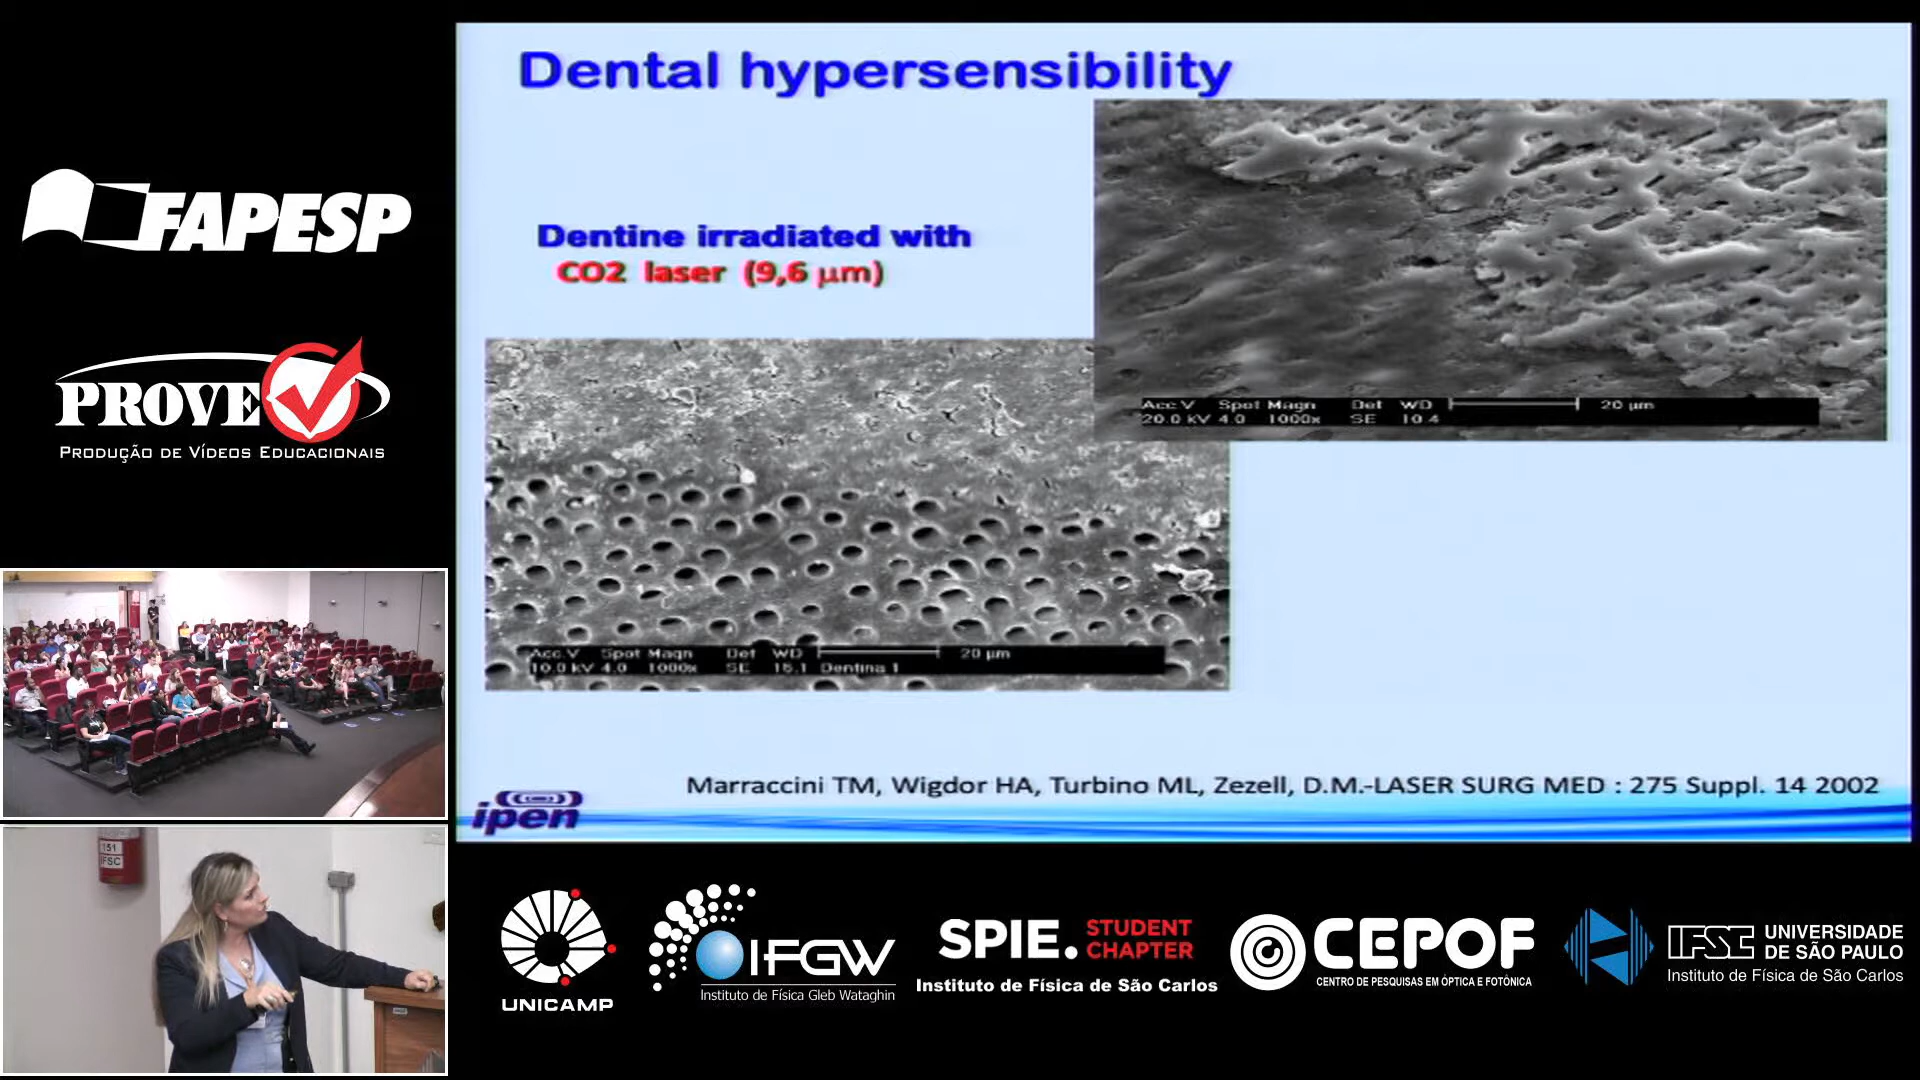 Dental hypersensibility
Dentine irradiated with
CO2 laser (9,6 µm)
Acc.V Spot Magn Det WD 20 µm
20.0 kV 4.0 1000x SE 10.4
Acc.V Spot Magn Det WD 20 µm
10.0 kV 4.0 1000x SE 15.1 Dentina 1
Marraccini TM, Wigdor HA, Turbino ML, Zezell, D.M.-LASER SURG MED : 275 Suppl. 14 2002
ipen
FAPESP
PROVE
PRODUÇÃO DE VÍDEOS EDUCACIONAIS
151
IFSC
UNICAMP
IFGW
Instituto de Física Gleb Wataghin
SPIE. STUDENT
CHAPTER
Instituto de Física de São Carlos
CEPOF
CENTRO DE PESQUISAS EM ÓPTICA E FOTÔNICA
IFSC UNIVERSIDADE
DE SÃO PAULO
Instituto de Física de São Carlos